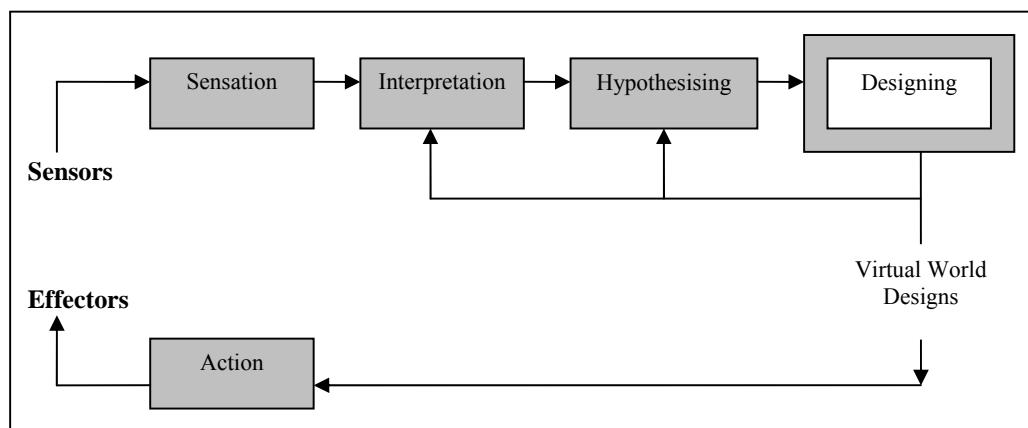 Sensation
Interpretation
Hypothesising
Designing
Sensors
Virtual World
Designs
Effectors
Action